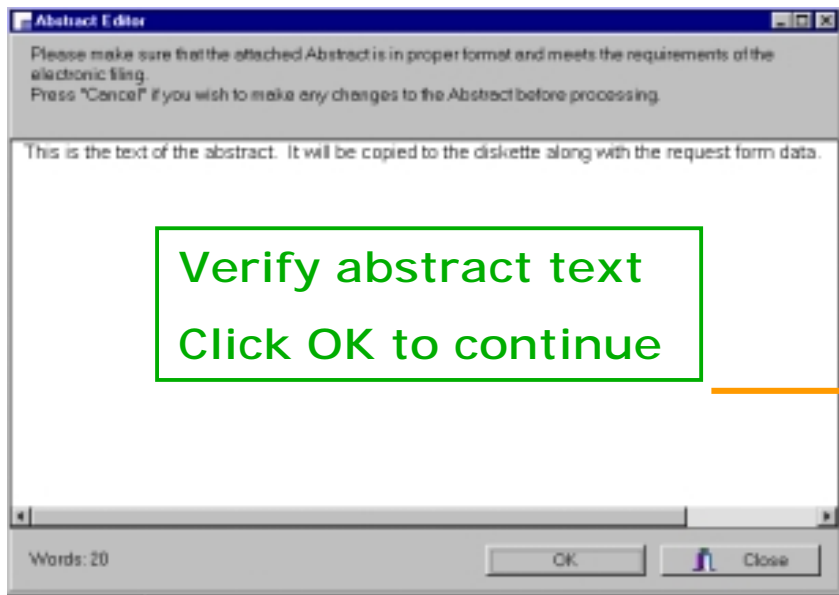 Abstract Editor
Please make sure that the attached Abstract is in proper format and meets the requirements of the
electronic filing.
Press "Cancel" if you wish to make any changes to the Abstract before processing.
This is the text of the abstract. It will be copied to the diskette along with the request form data.
Verify abstract text
Click OK to continue
Words: 20
OK
Close